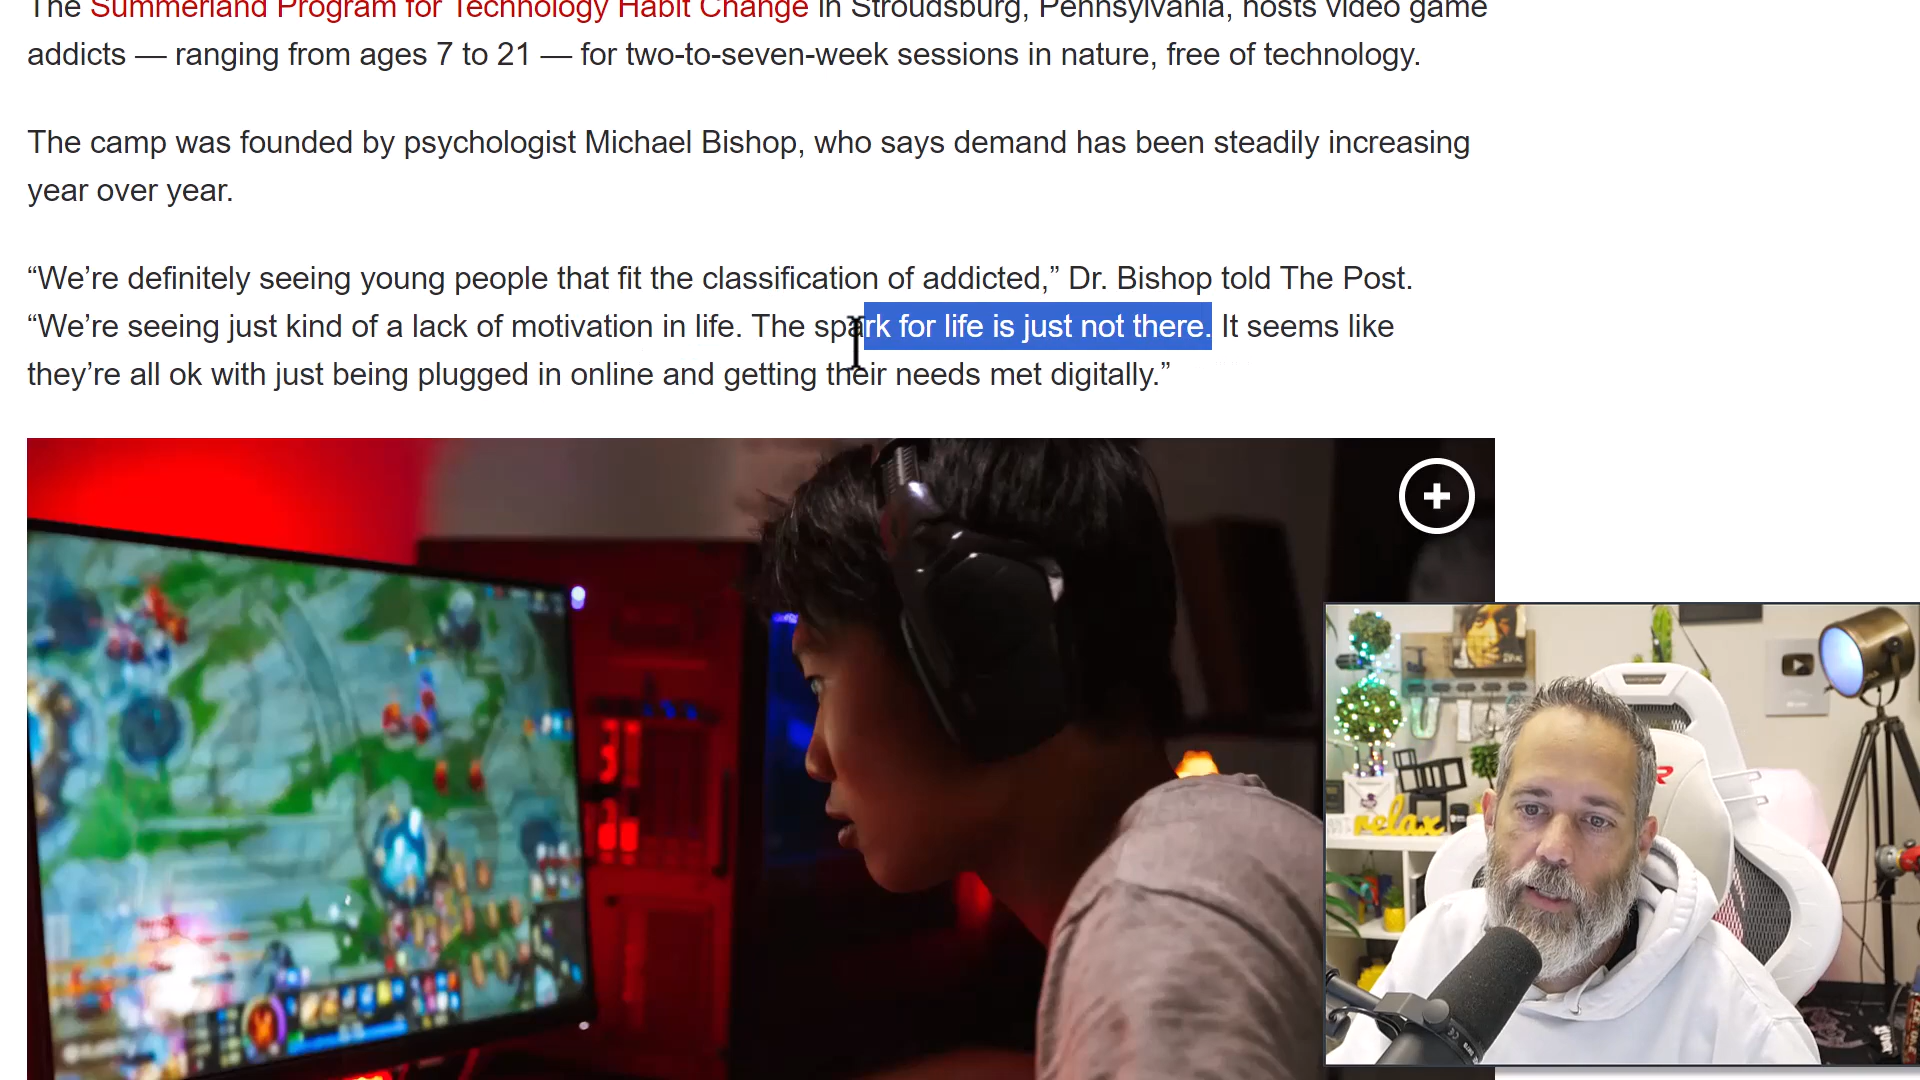 The Summerland Program for Technology Habit Change in Stroudsburg, Pennsylvania, hosts video game
addicts — ranging from ages 7 to 21 — for two-to-seven-week sessions in nature, free of technology.
The camp was founded by psychologist Michael Bishop, who says demand has been steadily increasing
year over year.
“We’re definitely seeing young people that fit the classification of addicted,” Dr. Bishop told The Post.
“We’re seeing just kind of a lack of motivation in life. The spark for life is just not there. It seems like
they’re all ok with just being plugged in online and getting their needs met digitally.”
relax